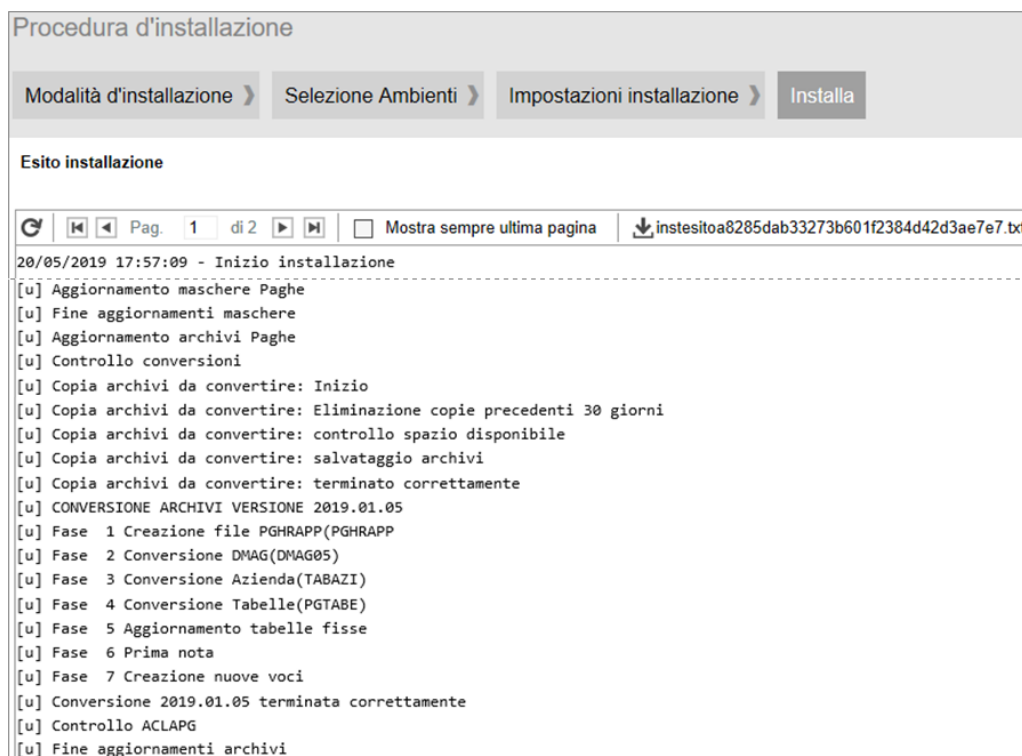 Procedura d'installazione
Modalità d'installazione ❯ Selezione Ambienti ❯ Impostazioni installazione ❯ Installa
Esito installazione
Pag. 1 di 2 Mostra sempre ultima pagina instesitoa8285dab33273b601f2384d42d3ae7e7.txt
20/05/2019 17:57:09 - Inizio installazione
[u] Aggiornamento maschere Paghe
[u] Fine aggiornamenti maschere
[u] Aggiornamento archivi Paghe
[u] Controllo conversioni
[u] Copia archivi da convertire: Inizio
[u] Copia archivi da convertire: Eliminazione copie precedenti 30 giorni
[u] Copia archivi da convertire: controllo spazio disponibile
[u] Copia archivi da convertire: salvataggio archivi
[u] Copia archivi da convertire: terminato correttamente
[u] CONVERSIONE ARCHIVI VERSIONE 2019.01.05
[u] Fase  1 Creazione file PGHRAPP(PGHRAPP
[u] Fase  2 Conversione DMAG(DMAG05)
[u] Fase  3 Conversione Azienda(TABAZI)
[u] Fase  4 Conversione Tabelle(PGTABE)
[u] Fase  5 Aggiornamento tabelle fisse
[u] Fase  6 Prima nota
[u] Fase  7 Creazione nuove voci
[u] Conversione 2019.01.05 terminata correttamente
[u] Controllo ACLAPG
[u] Fine aggiornamenti archivi